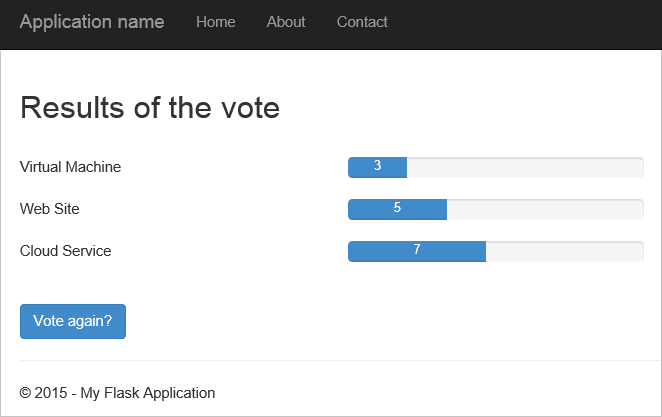 Application name Home About Contact
Results of the vote
Virtual Machine 3
Web Site 5
Cloud Service 7
Vote again?
© 2015 - My Flask Application